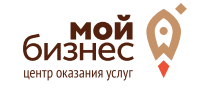 мой
бизнес
центр оказания услуг